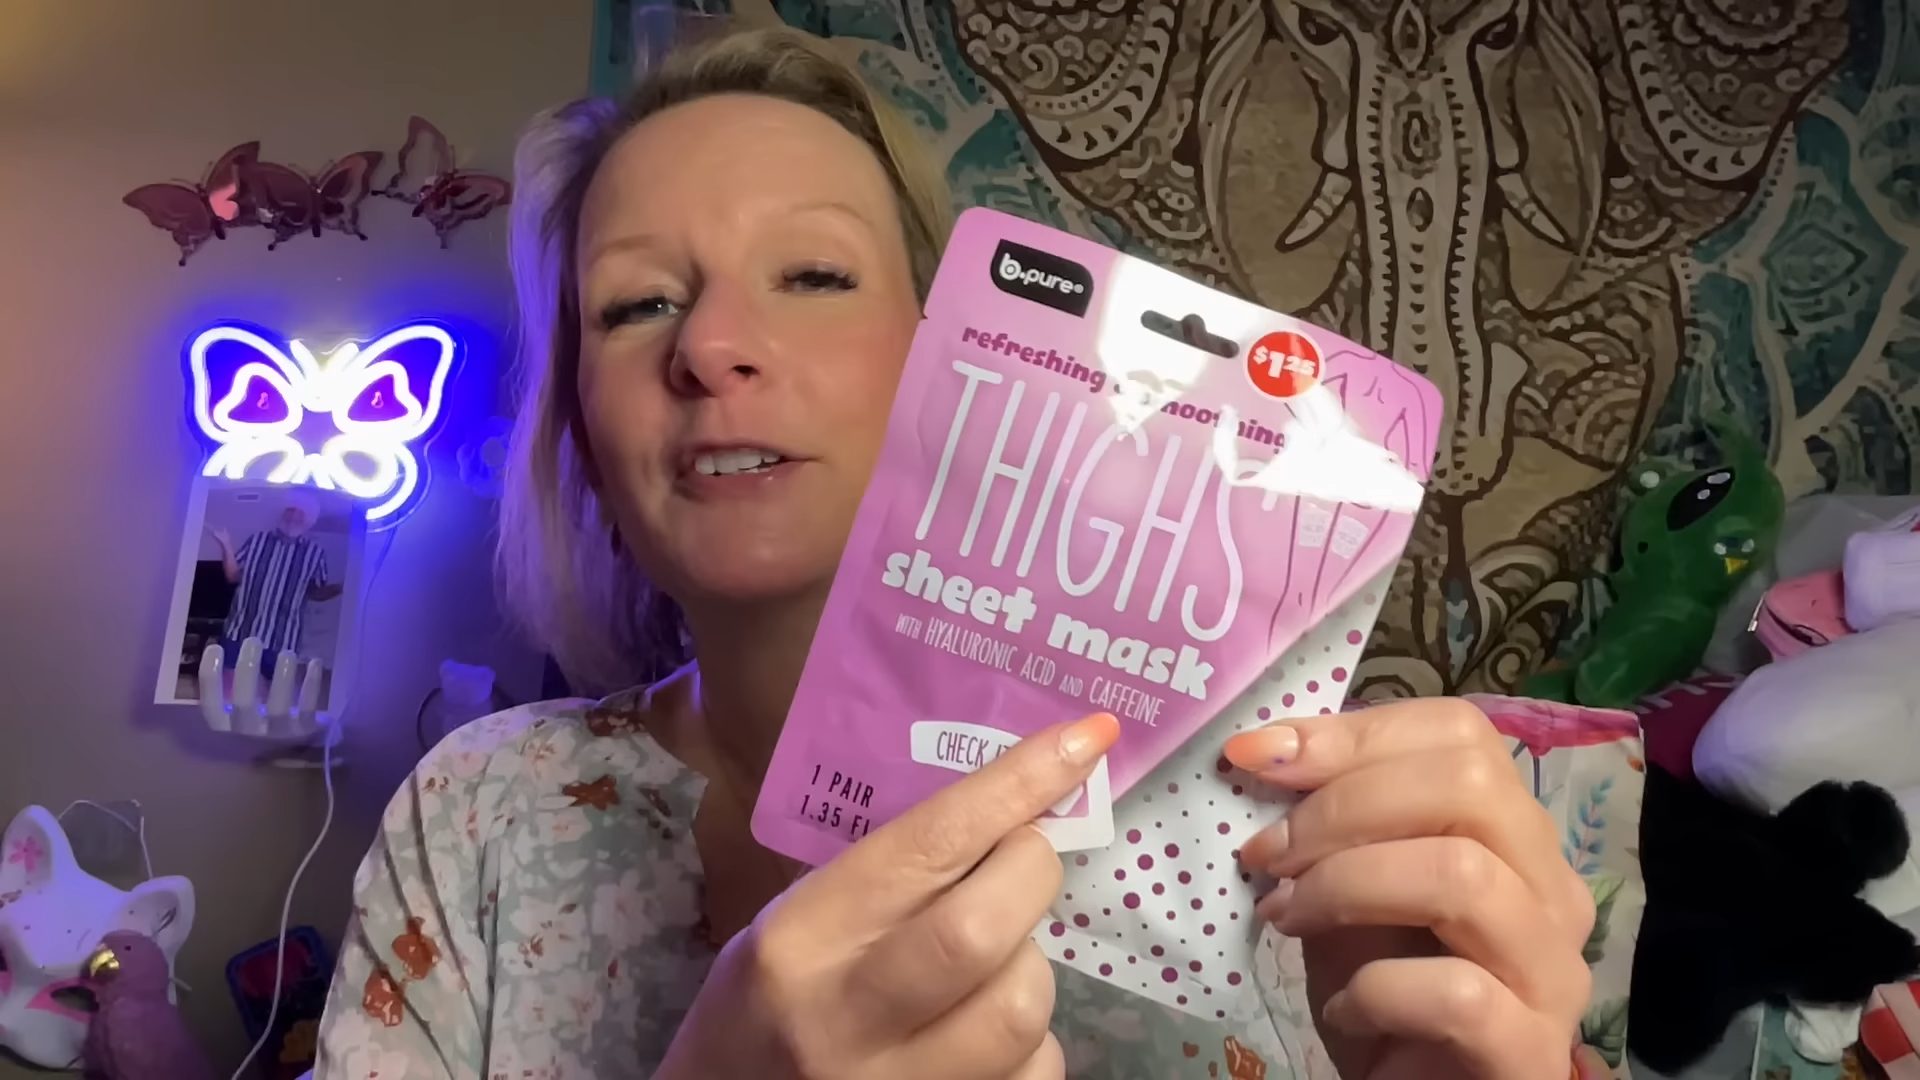 b.pure
$1.25
refreshing
THIGHS
sheet mask
WITH HYALURONIC ACID AND CAFFEINE
CHECK
1 PAIR
1.35